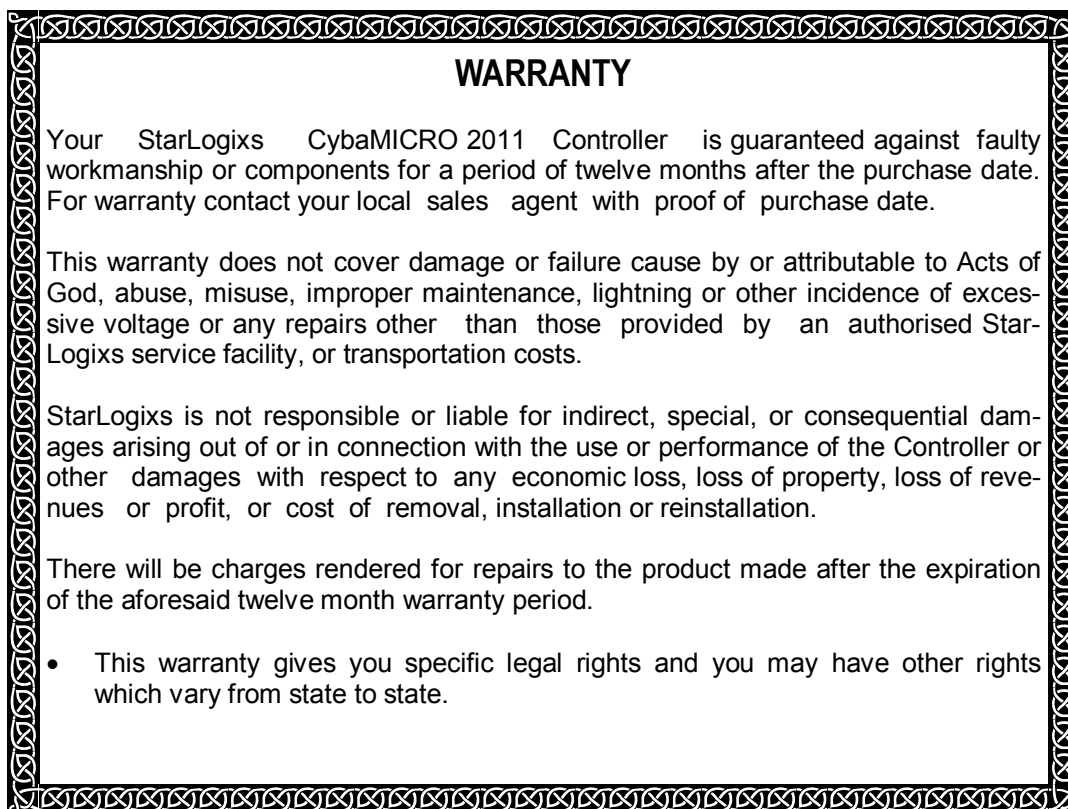 WARRANTY
Your StarLogixs CybaMICRO 2011 Controller is guaranteed against faulty
workmanship or components for a period of twelve months after the purchase date.
For warranty contact your local sales agent with proof of purchase date.
This warranty does not cover damage or failure cause by or attributable to Acts of
God, abuse, misuse, improper maintenance, lightning or other incidence of exces-
sive voltage or any repairs other than those provided by an authorised Star-
Logixs service facility, or transportation costs.
StarLogixs is not responsible or liable for indirect, special, or consequential dam-
ages arising out of or in connection with the use or performance of the Controller or
other damages with respect to any economic loss, loss of property, loss of reve-
nues or profit, or cost of removal, installation or reinstallation.
There will be charges rendered for repairs to the product made after the expiration
of the aforesaid twelve month warranty period.
• This warranty gives you specific legal rights and you may have other rights
which vary from state to state.